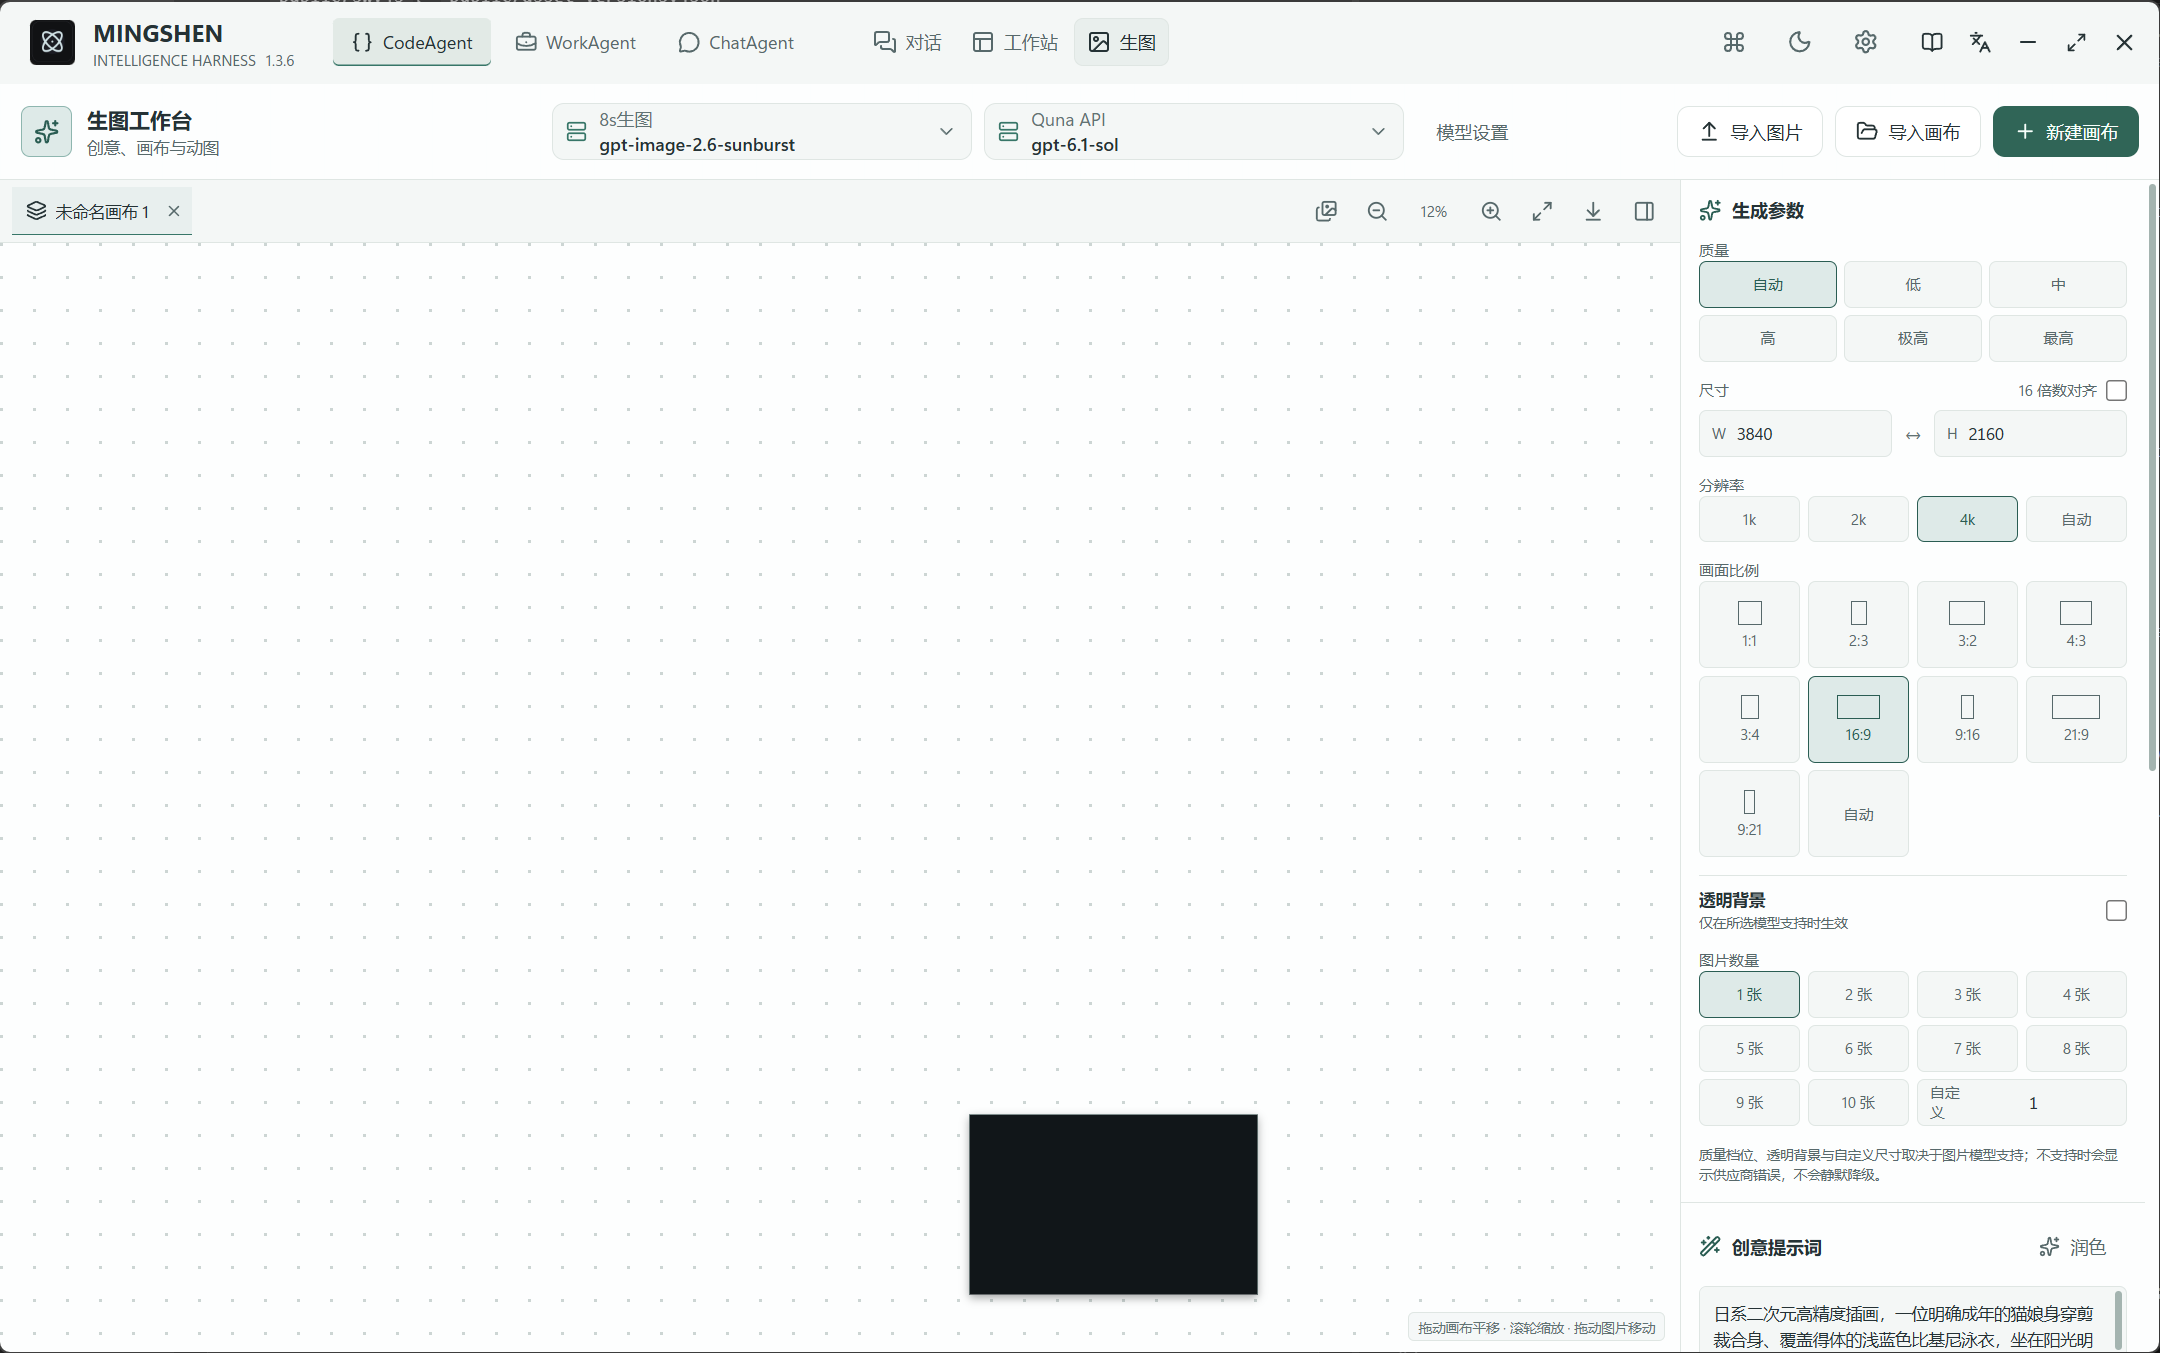 MINGSHEN
INTELLIGENCE HARNESS 1.3.6
{ } CodeAgent
WorkAgent
ChatAgent
对话
工作站
生图
生图工作台
创意、画布与动图
8s生图
gpt-image-2.6-sunburst
Quna API
gpt-6.1-sol
模型设置
导入图片
导入画布
新建画布
未命名画布 1
12%
生成参数
质量
自动
低
中
高
极高
最高
尺寸
16 倍数对齐
W 3840
H 2160
分辨率
1k
2k
4k
自动
画面比例
1:1
2:3
3:2
4:3
3:4
16:9
9:16
21:9
9:21
自动
透明背景
仅在所选模型支持时生效
图片数量
1 张
2 张
3 张
4 张
5 张
6 张
7 张
8 张
9 张
10 张
自定
义
1
质量档位、透明背景与自定义尺寸取决于图片模型支持；不支持时会显
示供应商错误，不会静默降级。
创意提示词
润色
日系二次元高精度插画，一位明确成年的猫娘身穿剪
裁合身、覆盖得体的浅蓝色比基尼泳衣，坐在阳光明
拖动画布平移 · 滚轮缩放 · 拖动图片移动